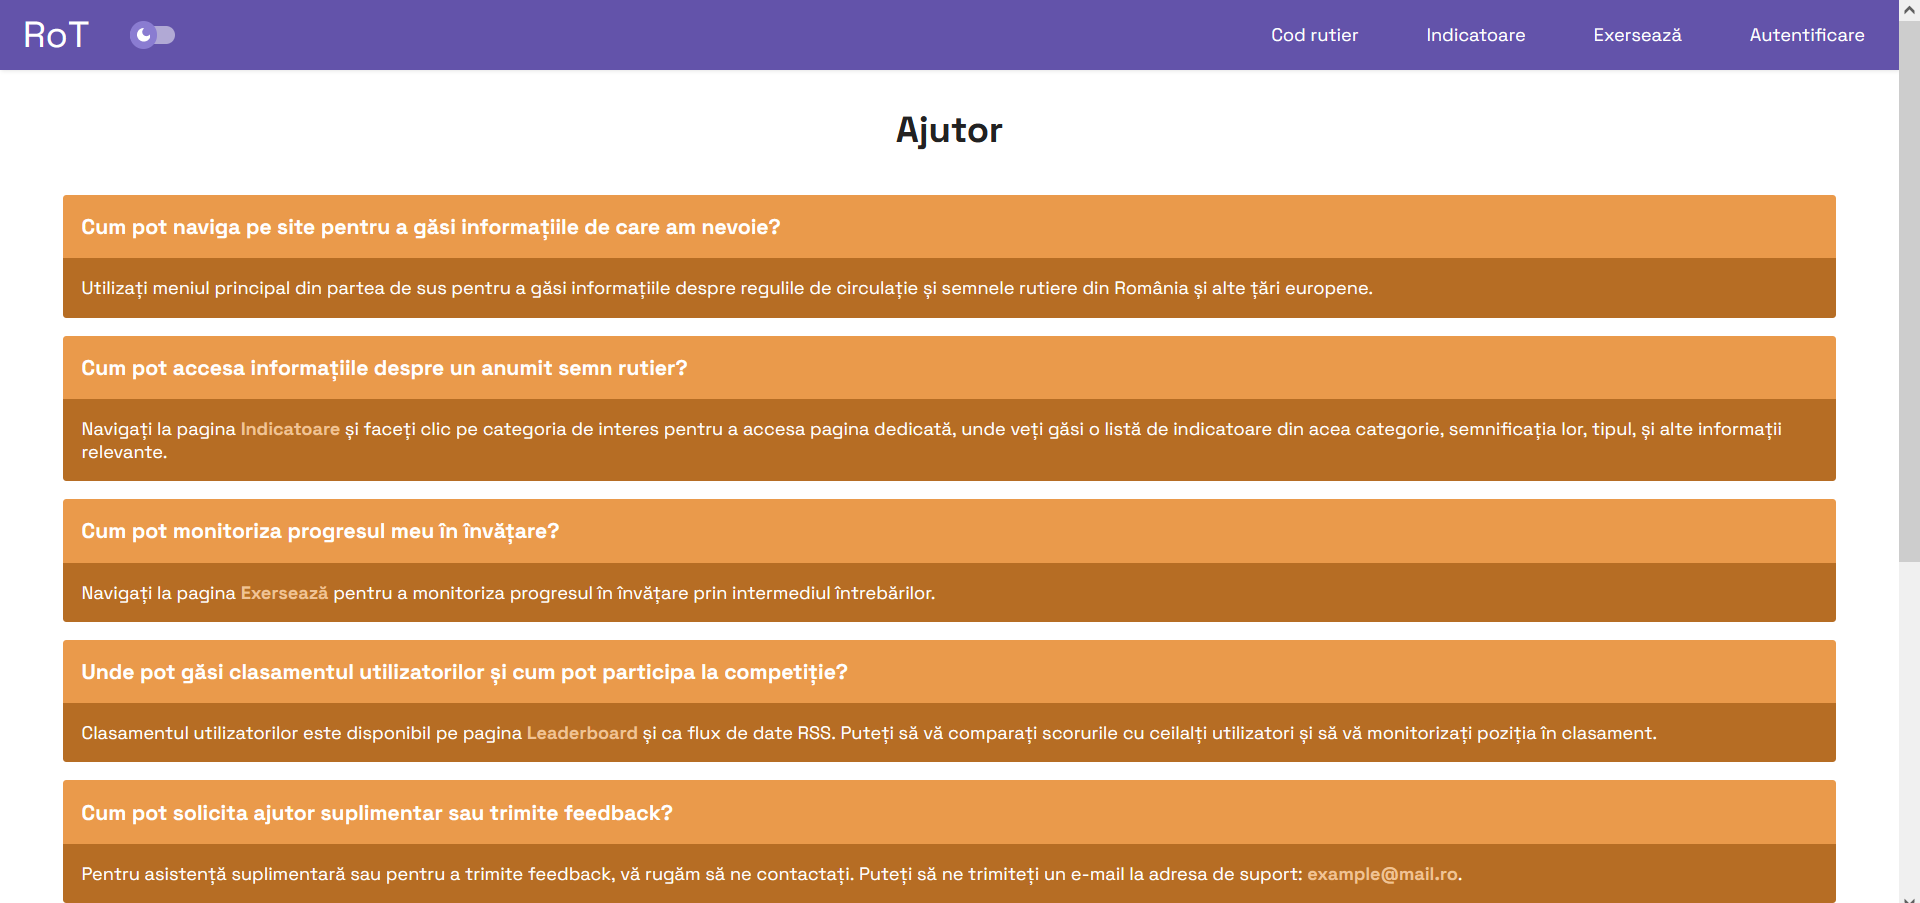 RoT
Cod rutier
Indicatoare
Exersează
Autentificare
Ajutor
Cum pot naviga pe site pentru a găsi informațiile de care am nevoie?
Utilizați meniul principal din partea de sus pentru a găsi informațiile despre regulile de circulație și semnele rutiere din România și alte țări europene.
Cum pot accesa informațiile despre un anumit semn rutier?
Navigați la pagina Indicatoare și faceți clic pe categoria de interes pentru a accesa pagina dedicată, unde veți găsi o listă de indicatoare din acea categorie, semnificația lor, tipul, și alte informații
relevante.
Cum pot monitoriza progresul meu în învățare?
Navigați la pagina Exersează pentru a monitoriza progresul în învățare prin intermediul întrebărilor.
Unde pot găsi clasamentul utilizatorilor și cum pot participa la competiție?
Clasamentul utilizatorilor este disponibil pe pagina Leaderboard și ca flux de date RSS. Puteți să vă comparați scorurile cu ceilalți utilizatori și să vă monitorizați poziția în clasament.
Cum pot solicita ajutor suplimentar sau trimite feedback?
Pentru asistență suplimentară sau pentru a trimite feedback, vă rugăm să ne contactați. Puteți să ne trimiteți un e-mail la adresa de suport: example@mail.ro.